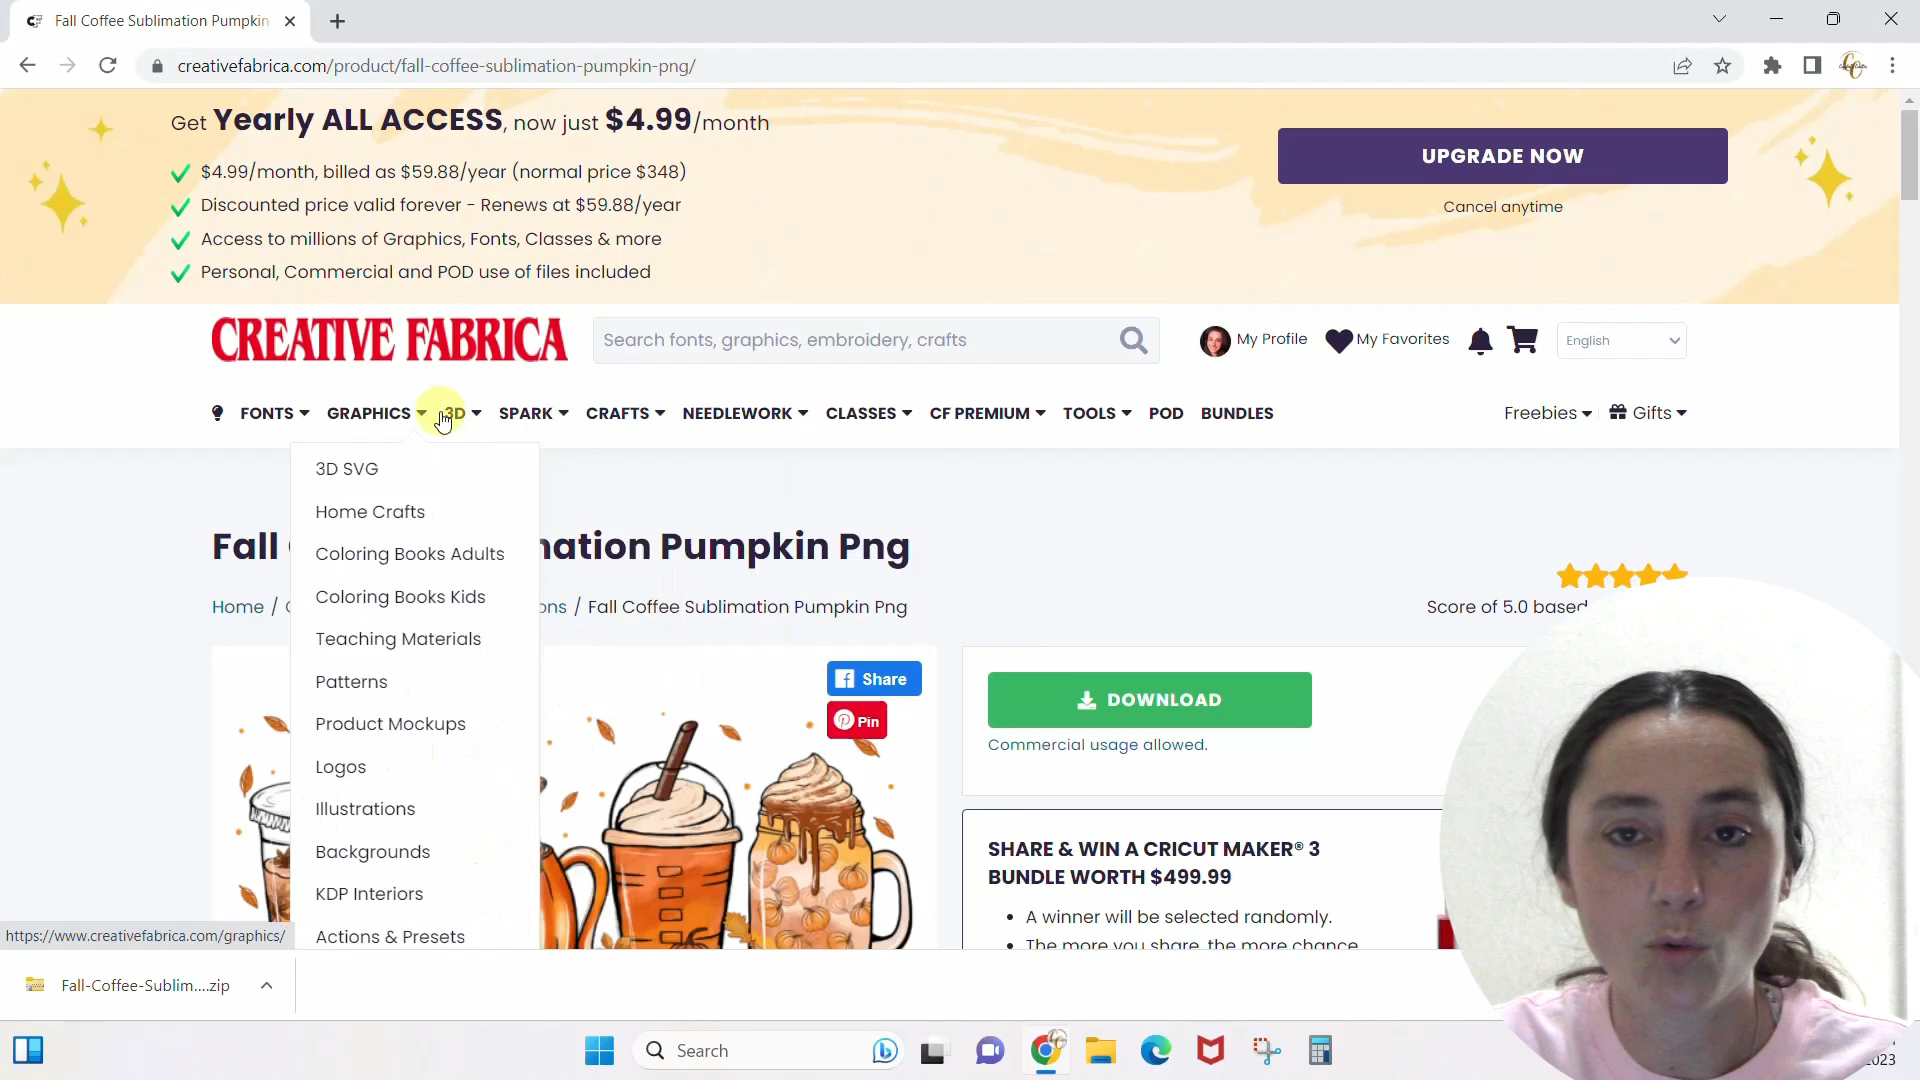 Fall Coffee Sublimation Pumpkin
creativefabrica.com/product/fall-coffee-sublimation-pumpkin-png/
Get Yearly ALL ACCESS, now just $4.99/month
$4.99/month, billed as $59.88/year (normal price $348)
Discounted price valid forever - Renews at $59.88/year
Access to millions of Graphics, Fonts, Classes & more
Personal, Commercial and POD use of files included
UPGRADE NOW
Cancel anytime
CREATIVE FABRICA
Search fonts, graphics, embroidery, crafts
My Profile
My Favorites
English
FONTS GRAPHICS 3D SPARK CRAFTS NEEDLEWORK CLASSES CF PREMIUM TOOLS POD BUNDLES
Freebies Gifts
3D SVG
Home Crafts
Coloring Books Adults
Coloring Books Kids
Teaching Materials
Patterns
Product Mockups
Logos
Illustrations
Backgrounds
KDP Interiors
Actions & Presets
Fall mation Pumpkin Png
Home / ons / Fall Coffee Sublimation Pumpkin Png
Score of 5.0 based
Share
Pin
DOWNLOAD
Commercial usage allowed.
SHARE & WIN A CRICUT MAKER® 3
BUNDLE WORTH $499.99
• A winner will be selected randomly.
• The more you share, the more chance
https://www.creativefabrica.com/graphics/
Fall-Coffee-Sublim....zip
Search
2023